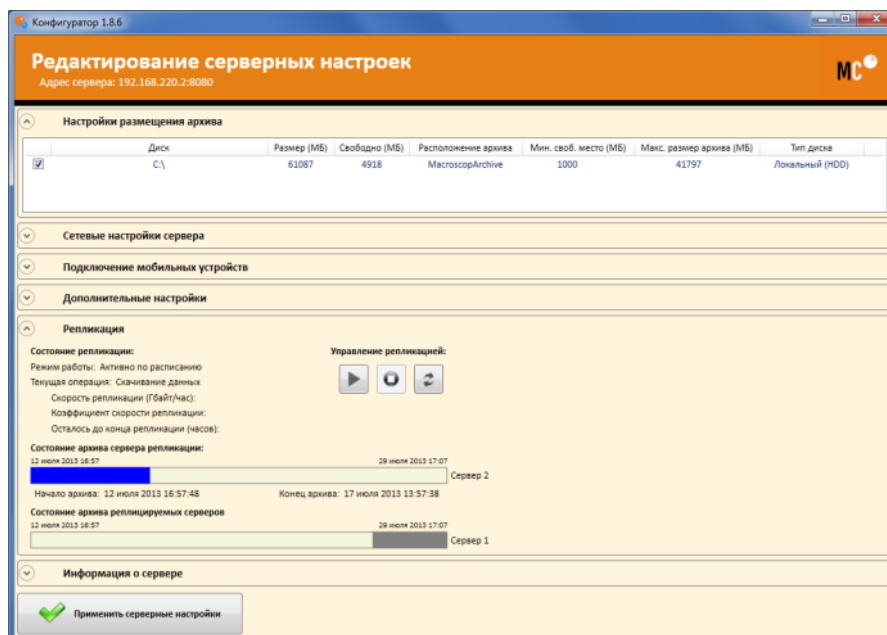 Конфигуратор 1.8.6
Редактирование серверных настроек
Адрес сервера: 192.168.220.2:8080
MC
Настройки размещения архива
Диск Размер (МБ) Свободно (МБ) Расположение архива Мин. своб. место (МБ) Макс. размер архива (МБ) Тип диска
C:\ 61087 4918 MacroscopArchive 1000 41797 Локальный (HDD)
Сетевые настройки сервера
Подключение мобильных устройств
Дополнительные настройки
Репликация
Состояние репликации: Управление репликацией:
Режим работы: Активно по расписанию
Текущая операция: Скачивание данных
Скорость репликации (Гбайт/час):
Коэффициент скорости репликации:
Осталось до конца репликации (часов):
Состояние архива сервера репликации:
12 июля 2013 16:57 29 июля 2013 17:07
Сервер 2
Начало архива: 12 июля 2013 16:57:48 Конец архива: 17 июля 2013 13:57:38
Состояние архива реплицируемых серверов
12 июля 2013 16:57 29 июля 2013 17:07
Сервер 1
Информация о сервере
Применить серверные настройки